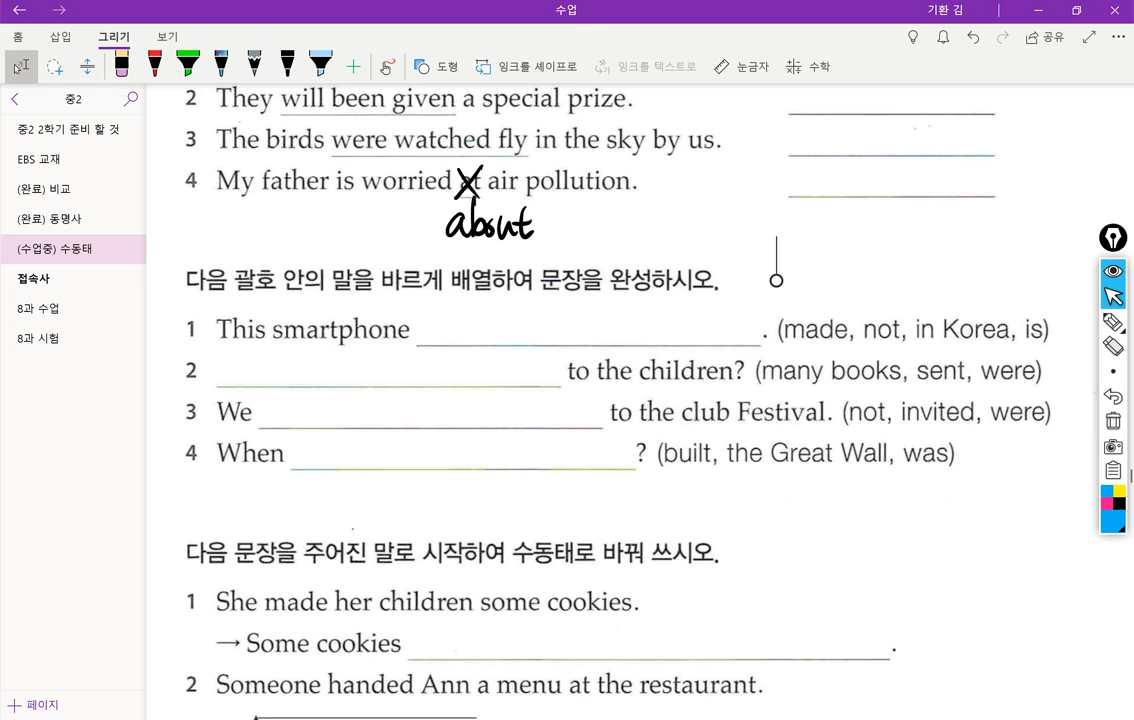 수업
기환 김
홈 삽입 그리기 보기
공유
도형 잉크를 셰이프로 잉크를 텍스트로 눈금자 수학
중2
중2 2학기 준비 할 것
EBS 교재
(완료) 비교
(완료) 동명사
(수업중) 수동태
접속사
8과 수업
8과 시험
페이지
2 They will been given a special prize.
3 The birds were watched fly in the sky by us.
4 My father is worried at air pollution.
about
다음 괄호 안의 말을 바르게 배열하여 문장을 완성하시오.
1 This smartphone . (made, not, in Korea, is)
2 to the children? (many books, sent, were)
3 We to the club Festival. (not, invited, were)
4 When ? (built, the Great Wall, was)
다음 문장을 주어진 말로 시작하여 수동태로 바꿔 쓰시오.
1 She made her children some cookies.
→ Some cookies .
2 Someone handed Ann a menu at the restaurant.